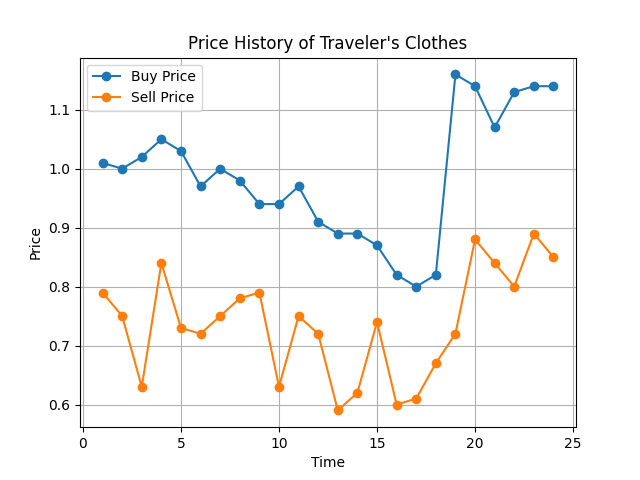 Price History of Traveler's Clothes
Buy Price
Sell Price
Price
1.1
1.0
0.9
0.8
0.7
0.6
0 5 10 15 20 25
Time